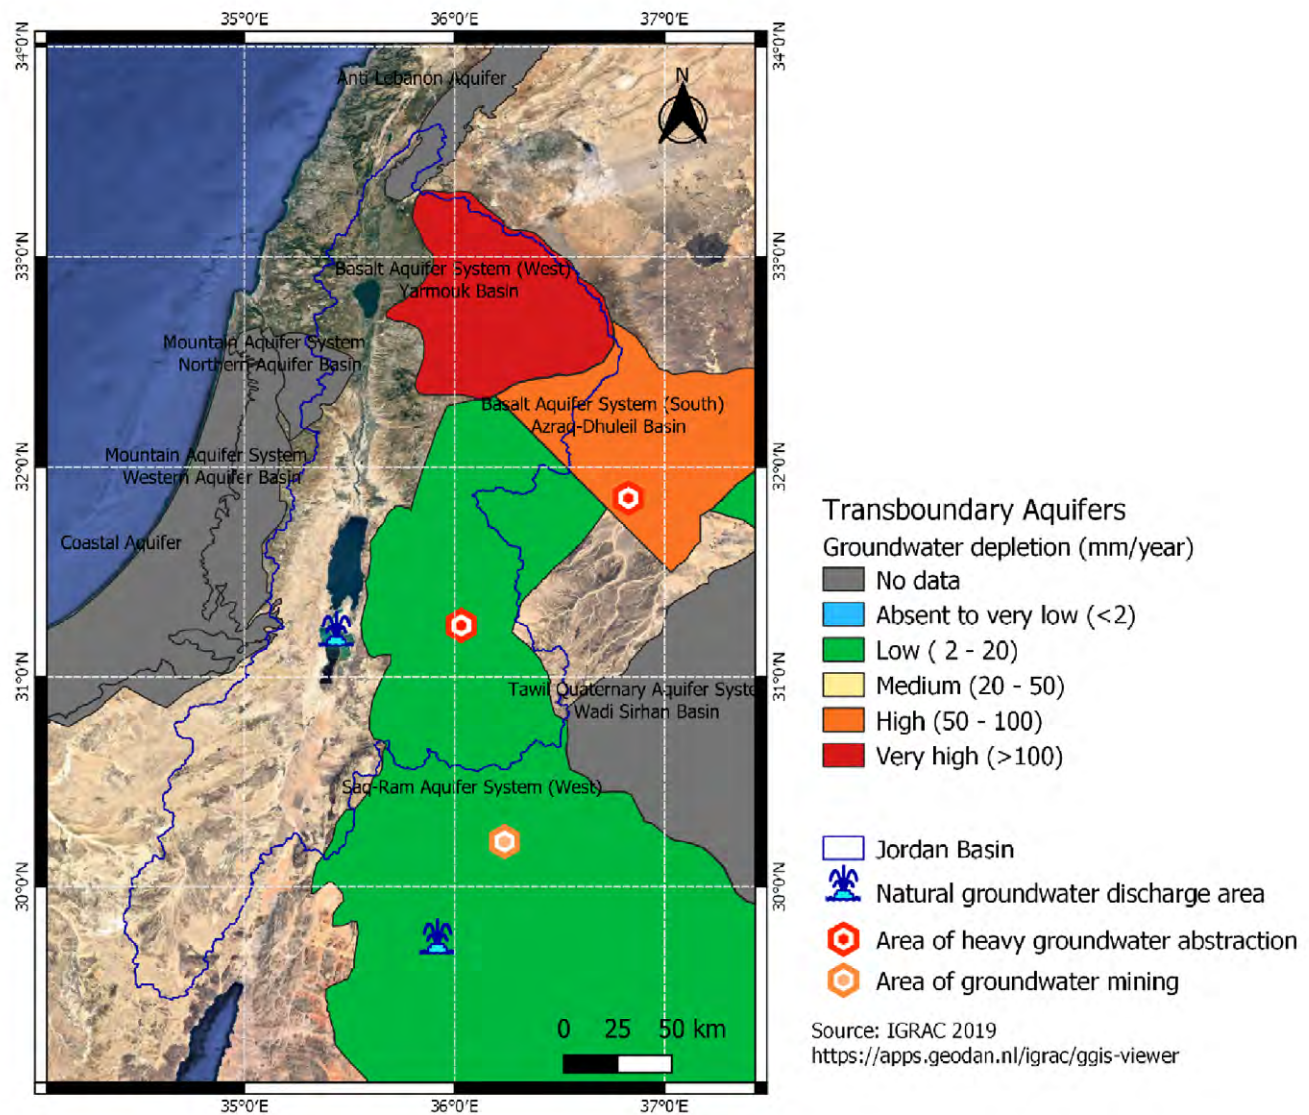 35°0'E 36°0'E 37°0'E
34°0'N 34°0'N
Anti-Lebanon Aquifer
N
33°0'N 33°0'N
Basalt Aquifer System (West)
Yarmouk Basin
Mountain Aquifer System
Northern Aquifer Basin
Basalt Aquifer System (South)
Azraq-Dhuleil Basin
32°0'N 32°0'N
Mountain Aquifer System
Western Aquifer Basin
Coastal Aquifer
31°0'N 31°0'N
Tawil Quaternary Aquifer Syste
Wadi Sirhan Basin
Saq-Ram Aquifer System (West)
30°0'N 30°0'N
0 25 50 km
35°0'E 36°0'E 37°0'E
Transboundary Aquifers
Groundwater depletion (mm/year)
No data
Absent to very low (<2)
Low ( 2 - 20)
Medium (20 - 50)
High (50 - 100)
Very high (>100)
Jordan Basin
Natural groundwater discharge area
Area of heavy groundwater abstraction
Area of groundwater mining
Source: IGRAC 2019
https://apps.geodan.nl/igrac/ggis-viewer